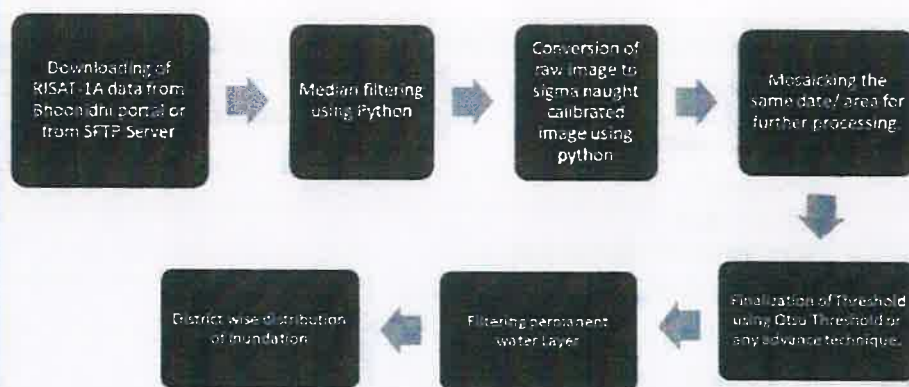 Downloading of
RISAT-1A data from
Bhoonidhi portal or
from SFTP Server
Median filtering
using Python
Conversion of
raw image to
sigma naught
calibrated
image using
python
Mosaicking the
same date/ area for
further processing.
Finalization of Threshold
using Otsu Threshold or
any advance technique.
Filtering permanent
water Layer
District wise distribution
of Inundation